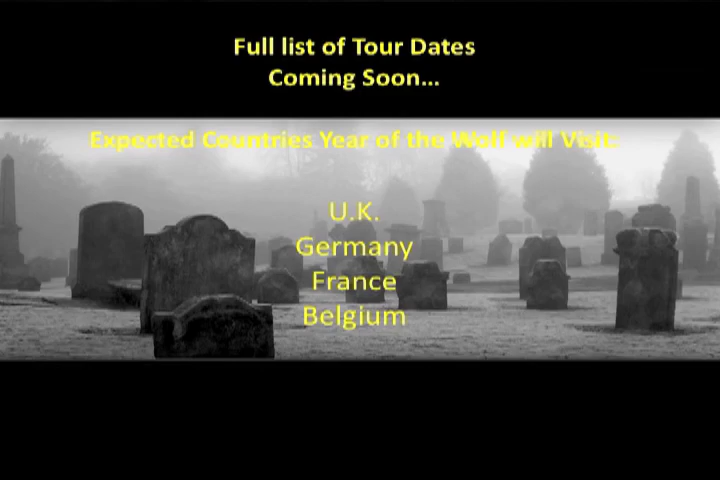 Full list of Tour Dates
Coming Soon...
Expected Countries Year of the Wolf will Visit:
U.K.
Germany
France
Belgium